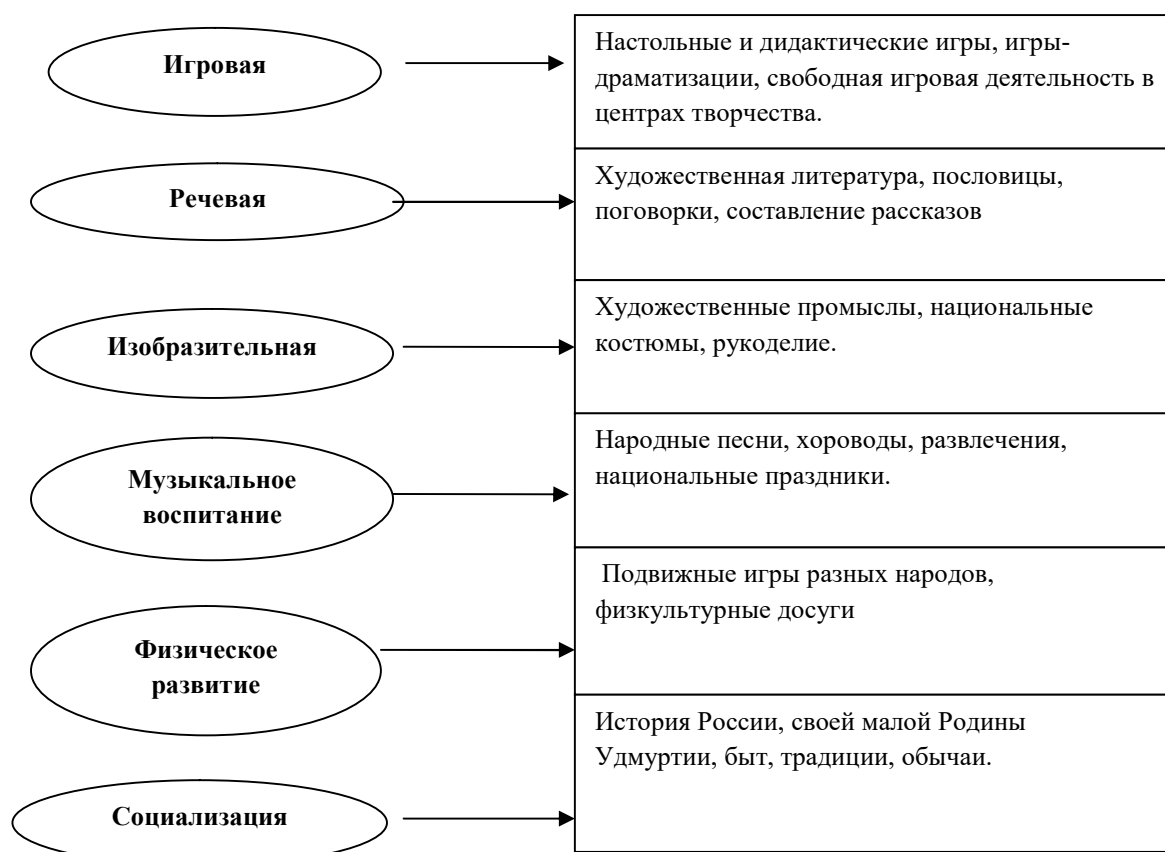 Игровая
Настольные и дидактические игры, игры-
драматизации, свободная игровая деятельность в
центрах творчества.
Речевая
Художественная литература, пословицы,
поговорки, составление рассказов
Изобразительная
Художественные промыслы, национальные
костюмы, рукоделие.
Музыкальное
воспитание
Народные песни, хороводы, развлечения,
национальные праздники.
Физическое
развитие
Подвижные игры разных народов,
физкультурные досуги
Социализация
История России, своей малой Родины
Удмуртии, быт, традиции, обычаи.